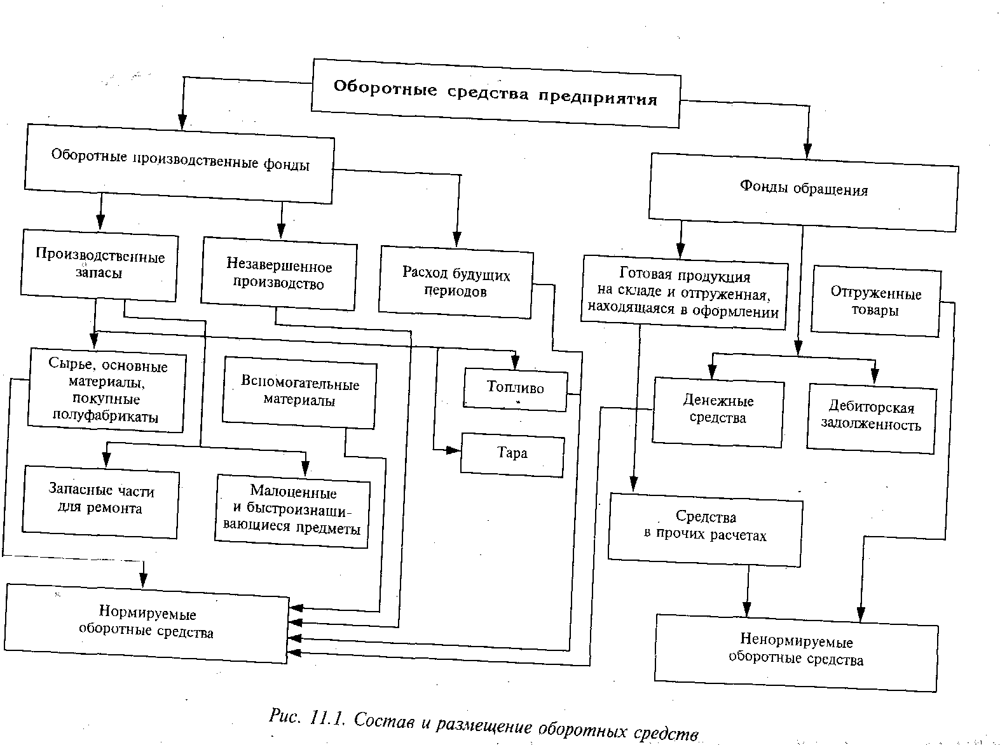 Оборотные средства предприятия
Оборотные производственные фонды
Фонды обращения
Производственные
запасы
Незавершенное
производство
Расход будущих
периодов
Готовая продукция
на складе и отгруженная,
находящаяся в оформлении
Отгруженные
товары
Сырье, основные
материалы,
покупные
полуфабрикаты
Вспомогательные
материалы
Топливо
Денежные
средства
Дебиторская
задолженность
Тара
Запасные части
для ремонта
Малоценные
и быстроизнаши-
вающиеся предметы
Средства
в прочих расчетах
Нормируемые
оборотные средства
Ненормируемые
оборотные средства
Рис. 11.1. Состав и размещение оборотных средств